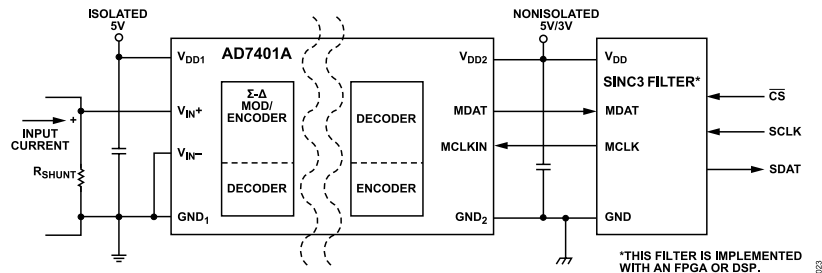 ISOLATED
5V
NONISOLATED
5V/3V
VDD1
AD7401A
VDD2
VDD
SINC3 FILTER*
Σ-Δ
MOD/
ENCODER
DECODER
CS
VIN+
MDAT
MDAT
INPUT
CURRENT
+
SCLK
VIN–
MCLKIN
MCLK
RSHUNT
DECODER
ENCODER
SDAT
GND1
GND2
GND
*THIS FILTER IS IMPLEMENTED
WITH AN FPGA OR DSP.
023